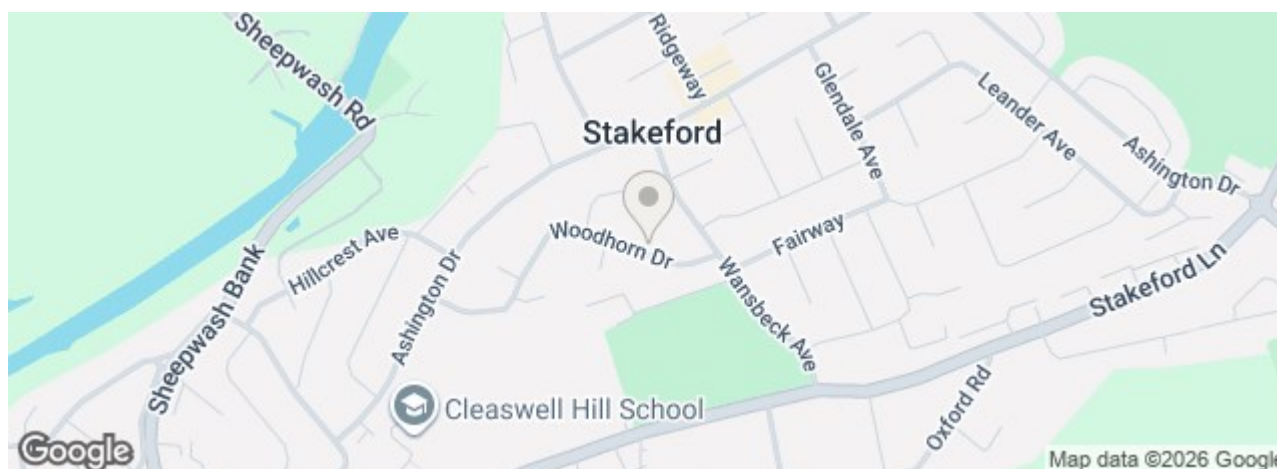 Sheepwash Rd
Ridgeway
Glendale Ave
Leander Ave
Stakeford
Ashington Dr
Hillcrest Ave
Woodhorn Dr
Fairway
Sheepwash Bank
Ashington Dr
Wansbeck Ave
Stakeford Ln
Cleaswell Hill School
Oxford Rd
Google
Map data ©2026 Google